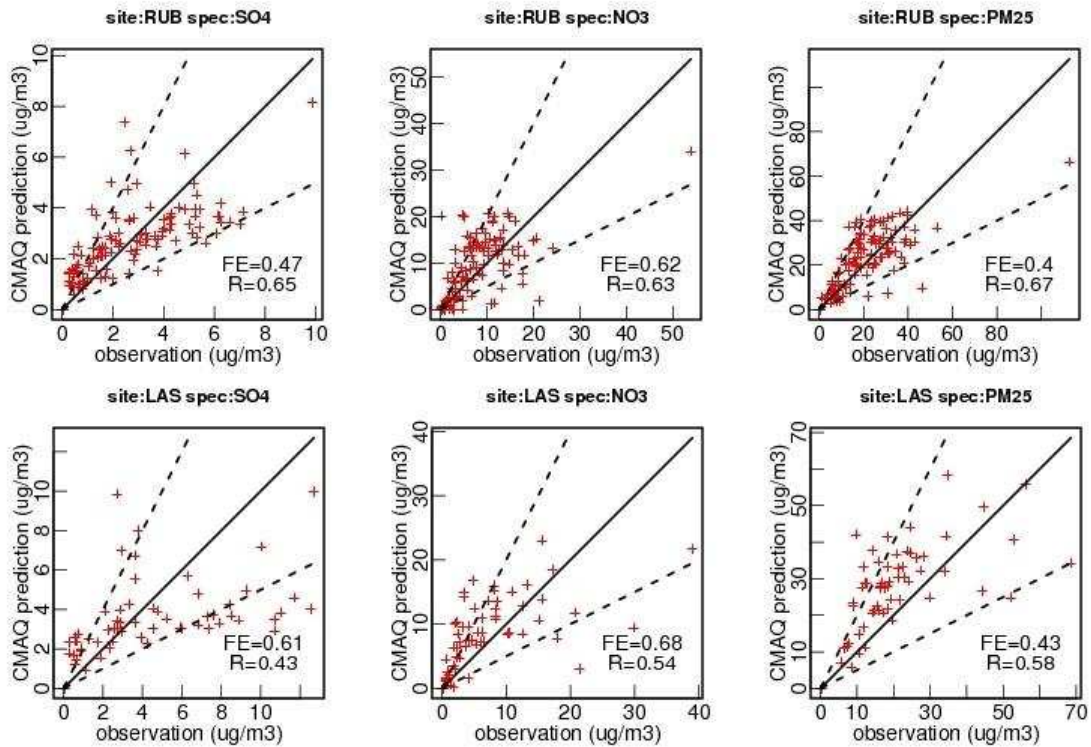 site:RUB spec:SO4
CMAQ prediction (ug/m3)
0 2 4 6 8 10
FE=0.47
R=0.65
0 2 4 6 8 10
observation (ug/m3)
site:RUB spec:NO3
CMAQ prediction (ug/m3)
0 10 20 30 40 50
FE=0.62
R=0.63
0 10 20 30 40 50
observation (ug/m3)
site:RUB spec:PM25
CMAQ prediction (ug/m3)
0 20 40 60 80
FE=0.4
R=0.67
0 20 40 60 80
observation (ug/m3)
site:LAS spec:SO4
CMAQ prediction (ug/m3)
0 2 4 6 8 10
FE=0.61
R=0.43
0 2 4 6 8 10
observation (ug/m3)
site:LAS spec:NO3
CMAQ prediction (ug/m3)
0 10 20 30 40
FE=0.68
R=0.54
0 10 20 30 40
observation (ug/m3)
site:LAS spec:PM25
CMAQ prediction (ug/m3)
0 10 30 50 70
FE=0.43
R=0.58
0 10 30 50 70
observation (ug/m3)